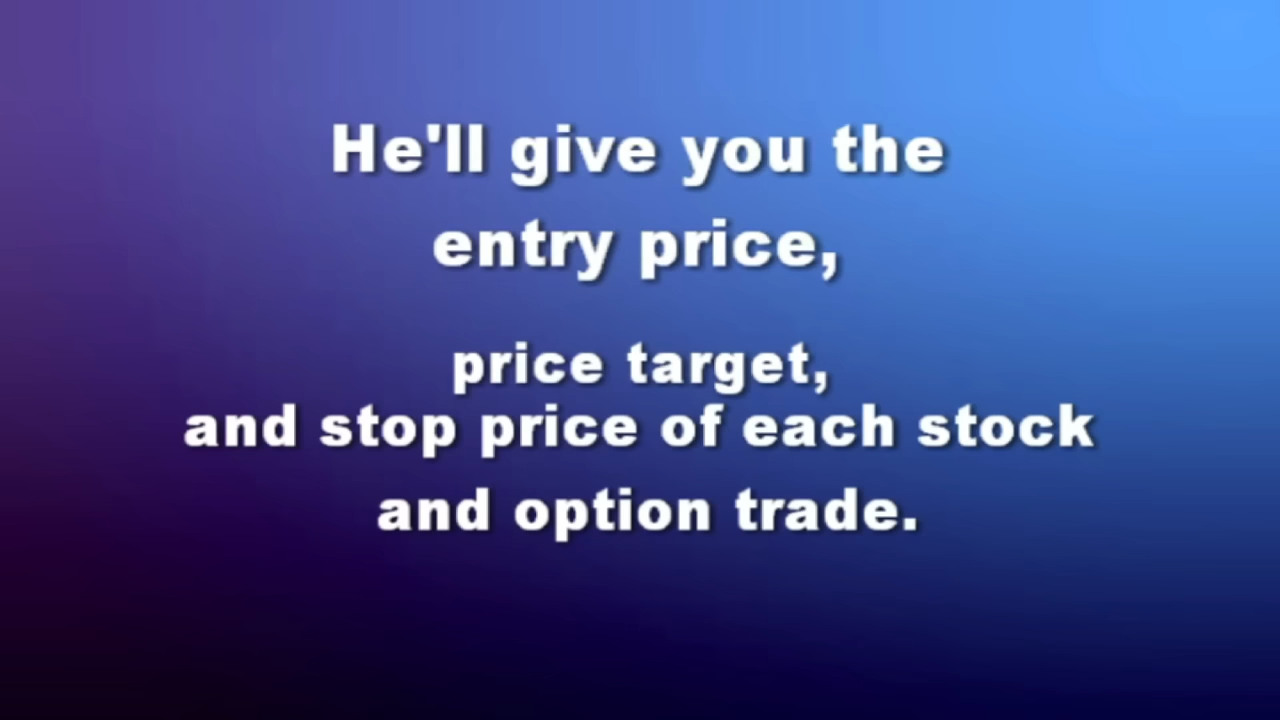 He'll give you the
entry price,
price target,
and stop price of each stock
and option trade.